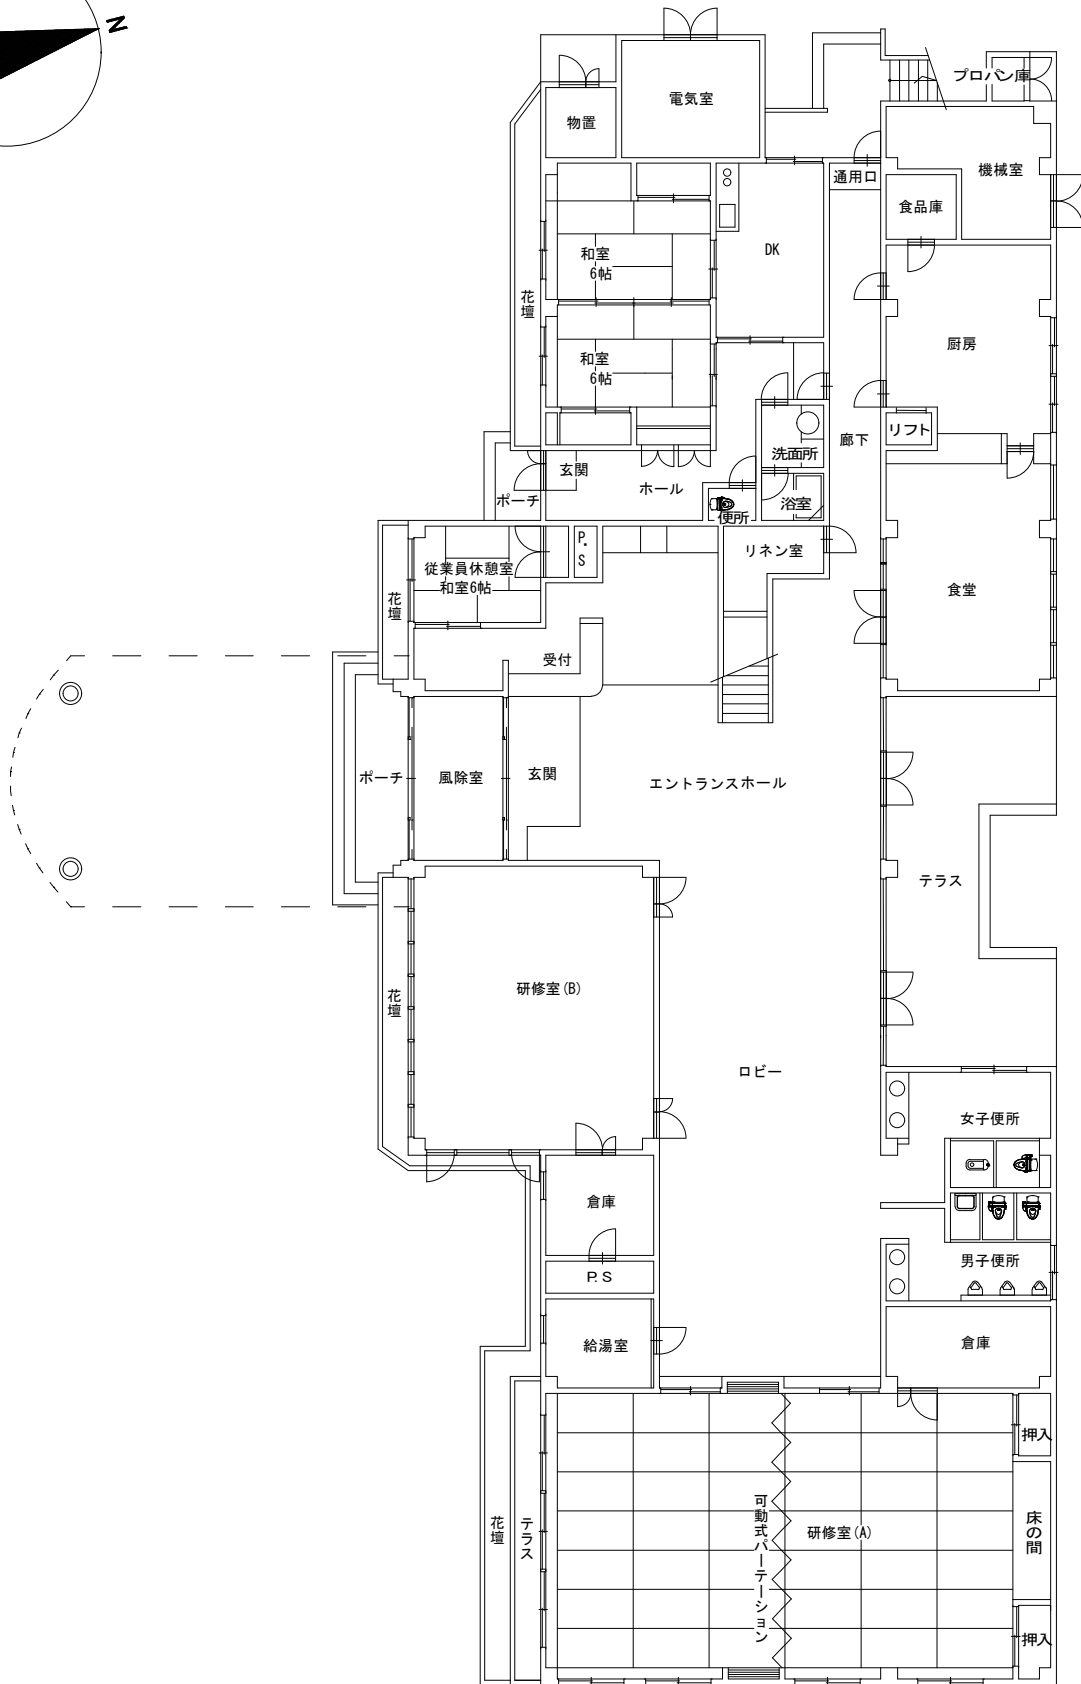 N
プロパン庫
電気室
物置
機械室
通用口
食品庫
DK
和室
6帖
花壇
厨房
和室
6帖
リフト
廊下
洗面所
玄関
ホール
ポーチ
浴室
便所
P.S
リネン室
従業員休憩室
和室6帖
食堂
花壇
受付
ポーチ
風除室
玄関
エントランスホール
テラス
研修室(B)
花壇
ロビー
女子便所
倉庫
男子便所
P.S
給湯室
倉庫
押入
可動式パーテーション
研修室(A)
床の間
花壇
テラス
押入